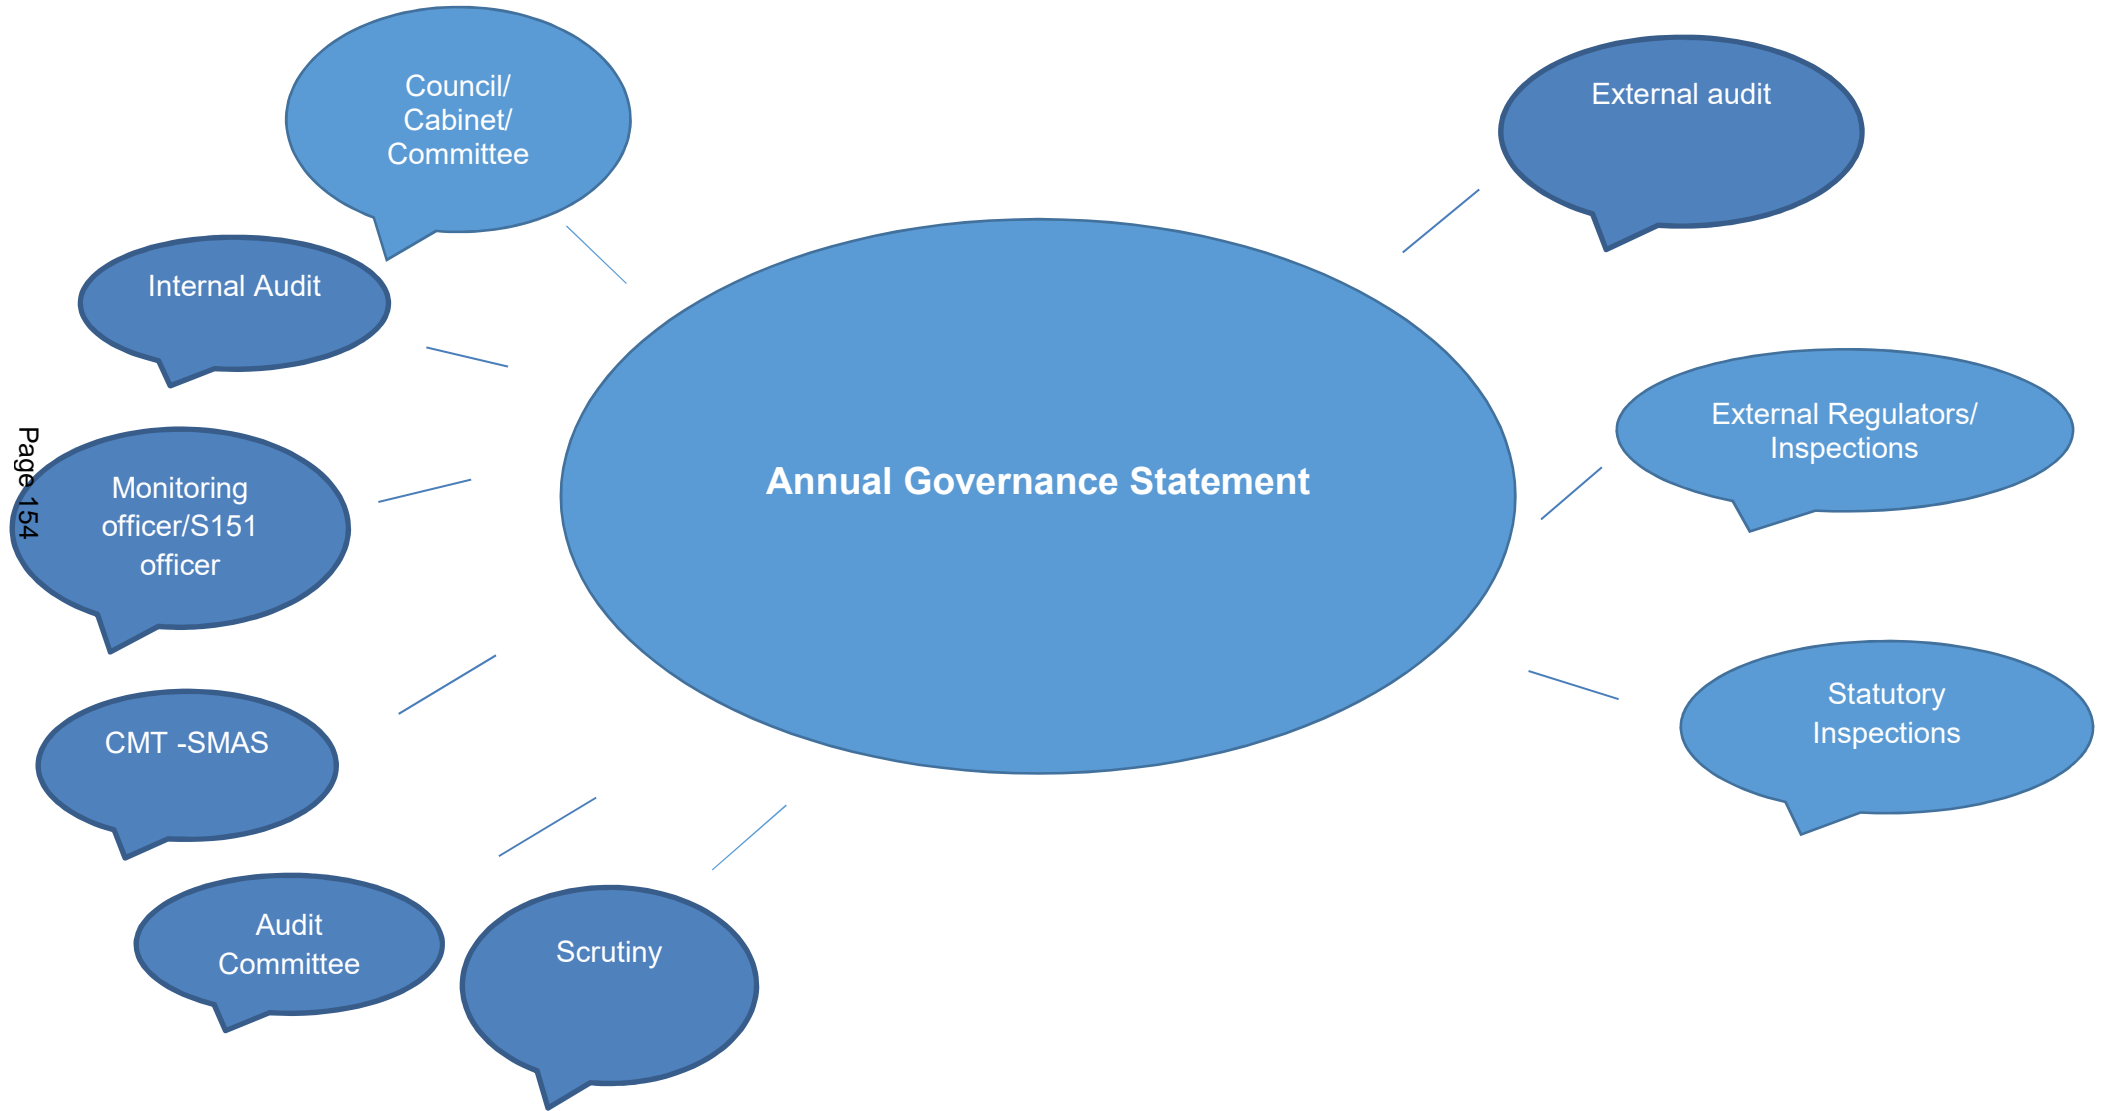 Council/
Cabinet/
Committee
External audit
Internal Audit
External Regulators/
Inspections
Annual Governance Statement
Monitoring
officer/S151
officer
Page 154
Statutory
Inspections
CMT -SMAS
Audit
Committee
Scrutiny